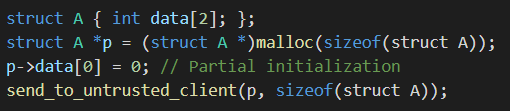 struct A { int data[2]; };
struct A *p = (struct A *)malloc(sizeof(struct A));
p->data[0] = 0; // Partial initialization
send_to_untrusted_client(p, sizeof(struct A));